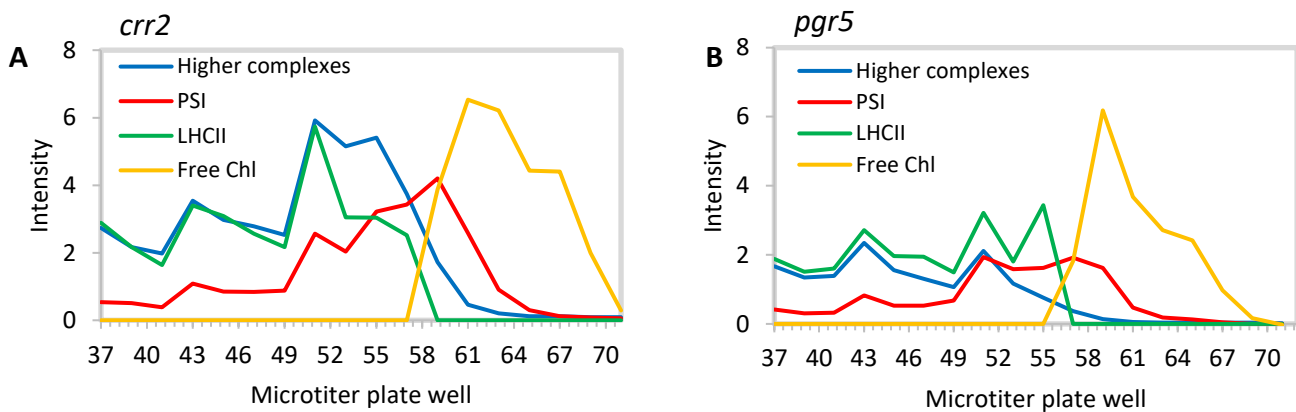 A
crr2
8
6
4
2
0
Intensity
Higher complexes
PSI
LHCII
Free Chl
37 40 43 46 49 52 55 58 61 64 67 70
Microtiter plate well
B
pgr5
8
6
4
2
0
Intensity
Higher complexes
PSI
LHCII
Free Chl
37 40 43 46 49 52 55 58 61 64 67 70
Microtiter plate well